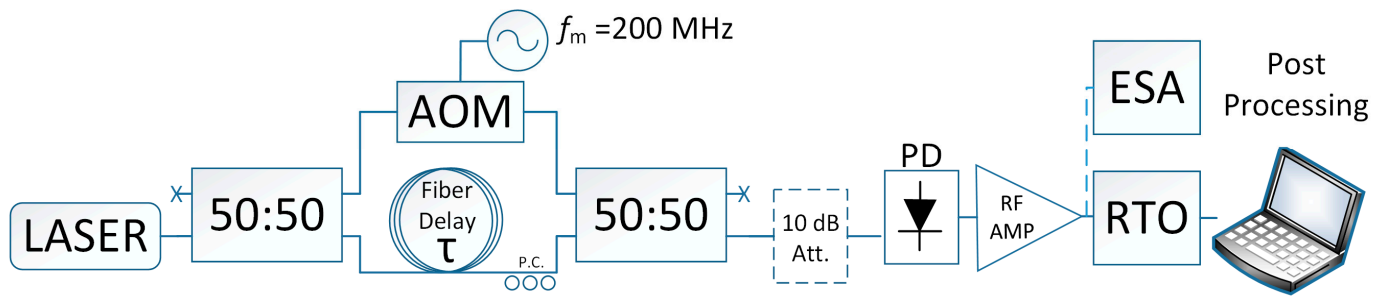 fm =200 MHz
AOM
Post
Processing
ESA
PD
LASER
50:50
Fiber
Delay
τ
P.C.
50:50
10 dB
Att.
RF
AMP
RTO